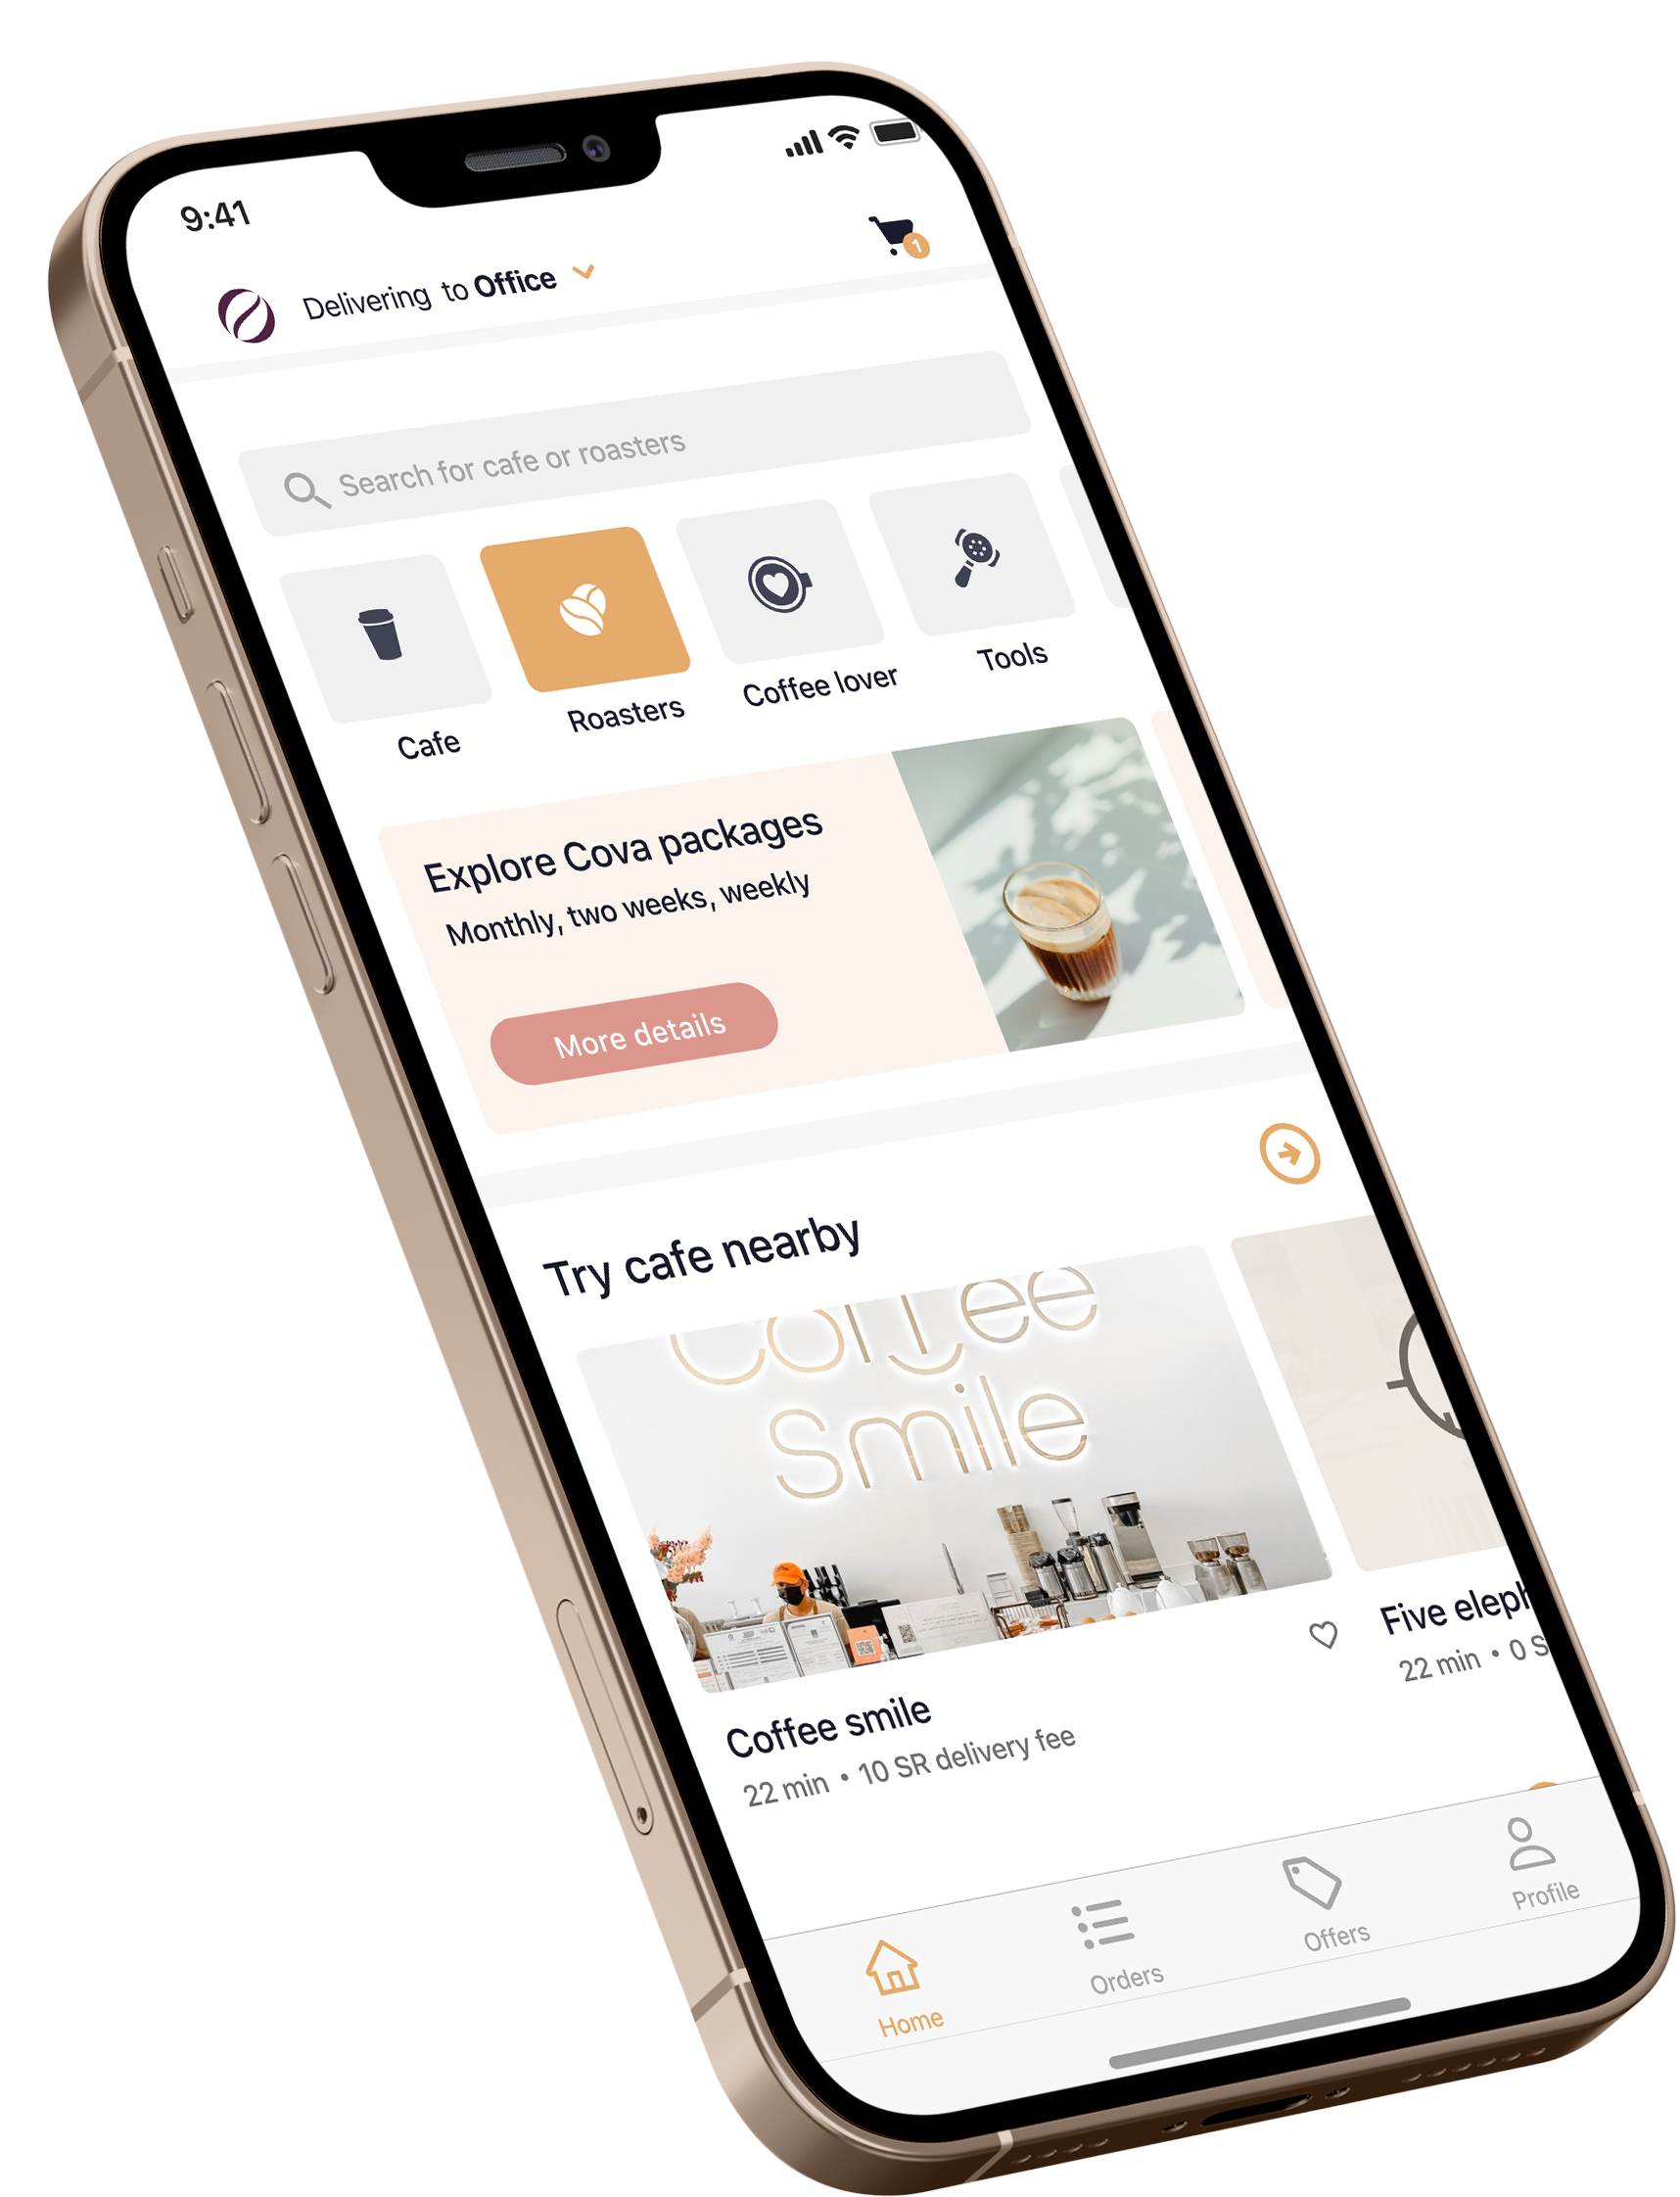 9:41
Delivering to Office
1
Search for cafe or roasters
Cafe
Roasters
Coffee lover
Tools
Explore Cova packages
Monthly, two weeks, weekly
More details
Try cafe nearby
Coffee
smile
Coffee smile
22 min • 10 SR delivery fee
Five eleph
22 min • 0 S
Home
Orders
Offers
Profile